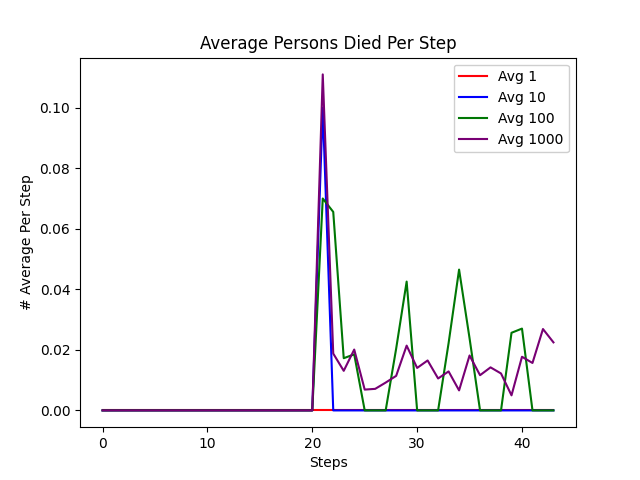 Average Persons Died Per Step
Avg 1
Avg 10
Avg 100
Avg 1000
# Average Per Step
0.10
0.08
0.06
0.04
0.02
0.00
0 10 20 30 40
Steps